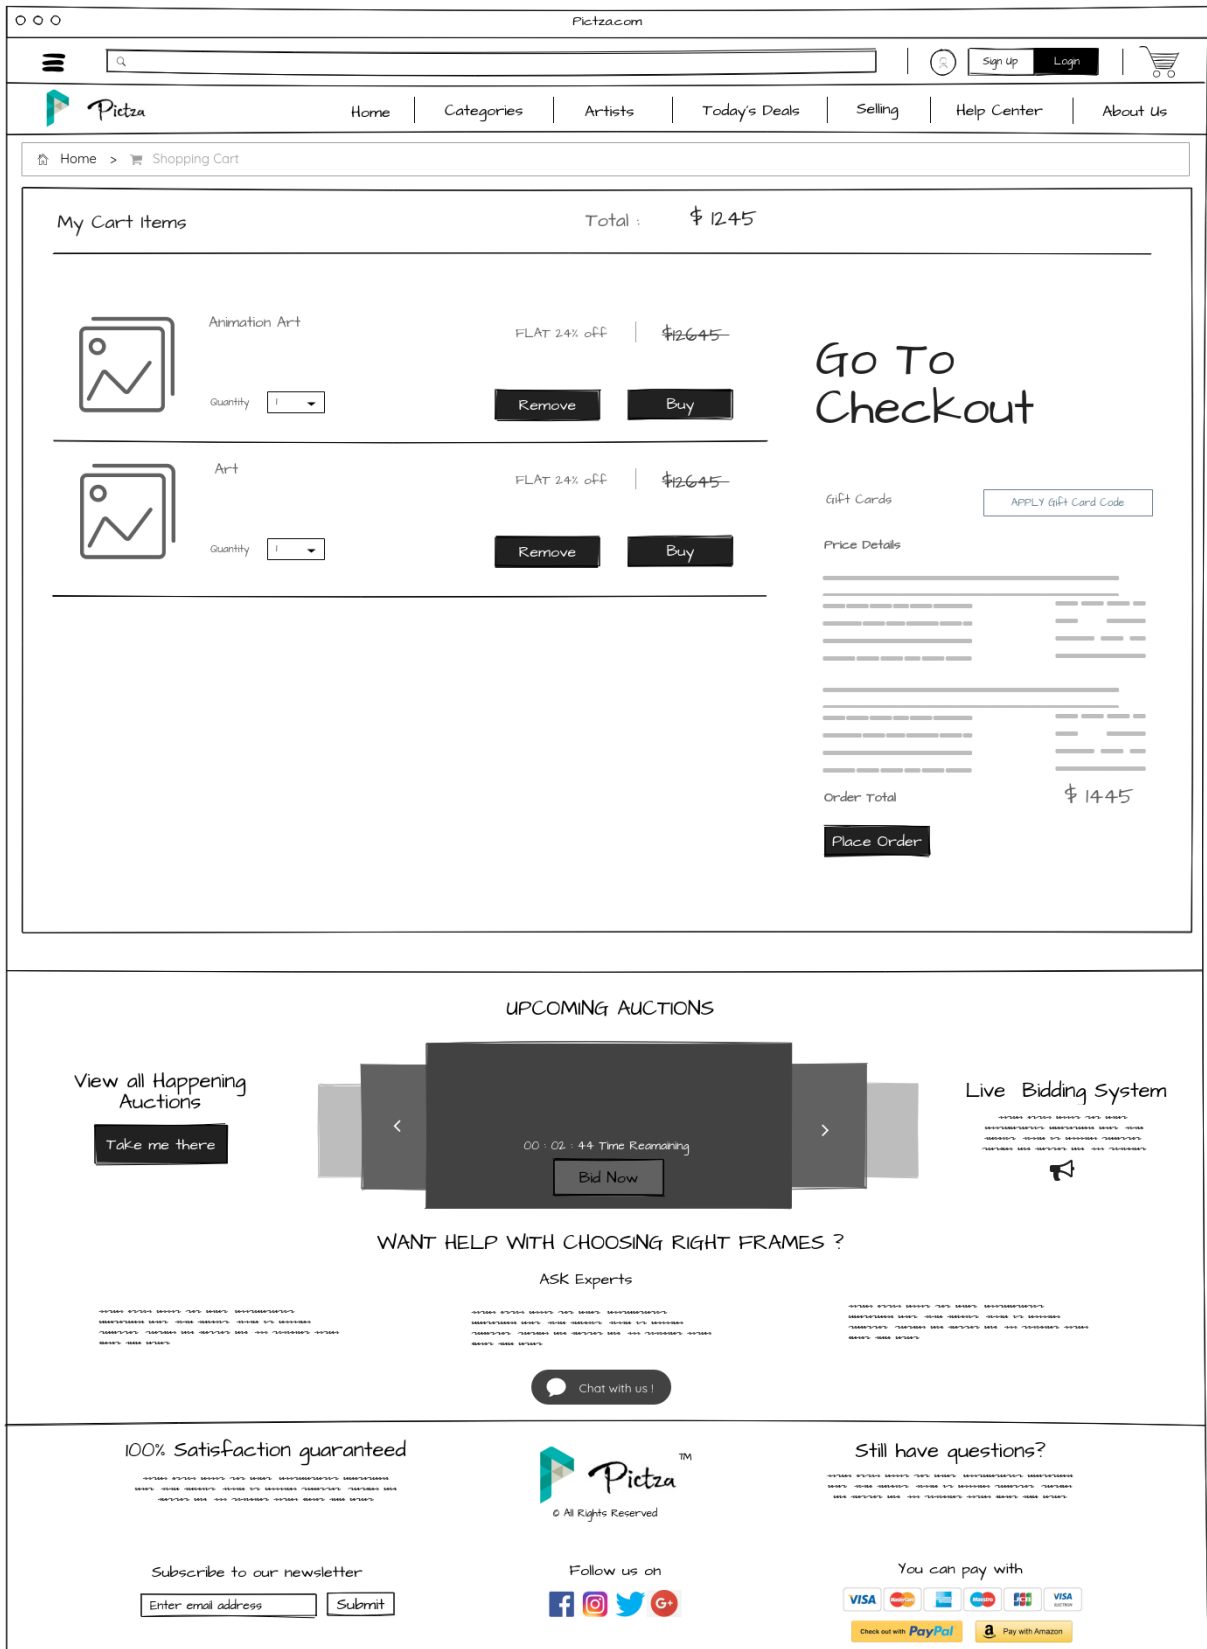 Pictza.com
Sign Up
Login
Pictza
Home
Categories
Artists
Today's Deals
Selling
Help Center
About Us
Home > Shopping Cart
My Cart Items
Total :
$ 1245
Animation Art
FLAT 24% off
$12645
Quantity
1
Remove
Buy
Art
FLAT 24% off
$12645
Quantity
1
Remove
Buy
Go To
Checkout
Gift Cards
APPLY Gift Card Code
Price Details
Order Total
$ 1445
Place Order
UPCOMING AUCTIONS
View all Happening
Auctions
Take me there
00 : 02 : 44 Time Reamaining
Bid Now
Live Bidding System
WANT HELP WITH CHOOSING RIGHT FRAMES ?
ASK Experts
Chat with us !
100% Satisfaction guaranteed
Pictza TM
© All Rights Reserved
Still have questions?
Subscribe to our newsletter
Enter email address
Submit
Follow us on
G+
You can pay with
VISA
MasterCard
Maestro
JCB
VISA
ELECTRON
Check out with PayPal
a Pay with Amazon